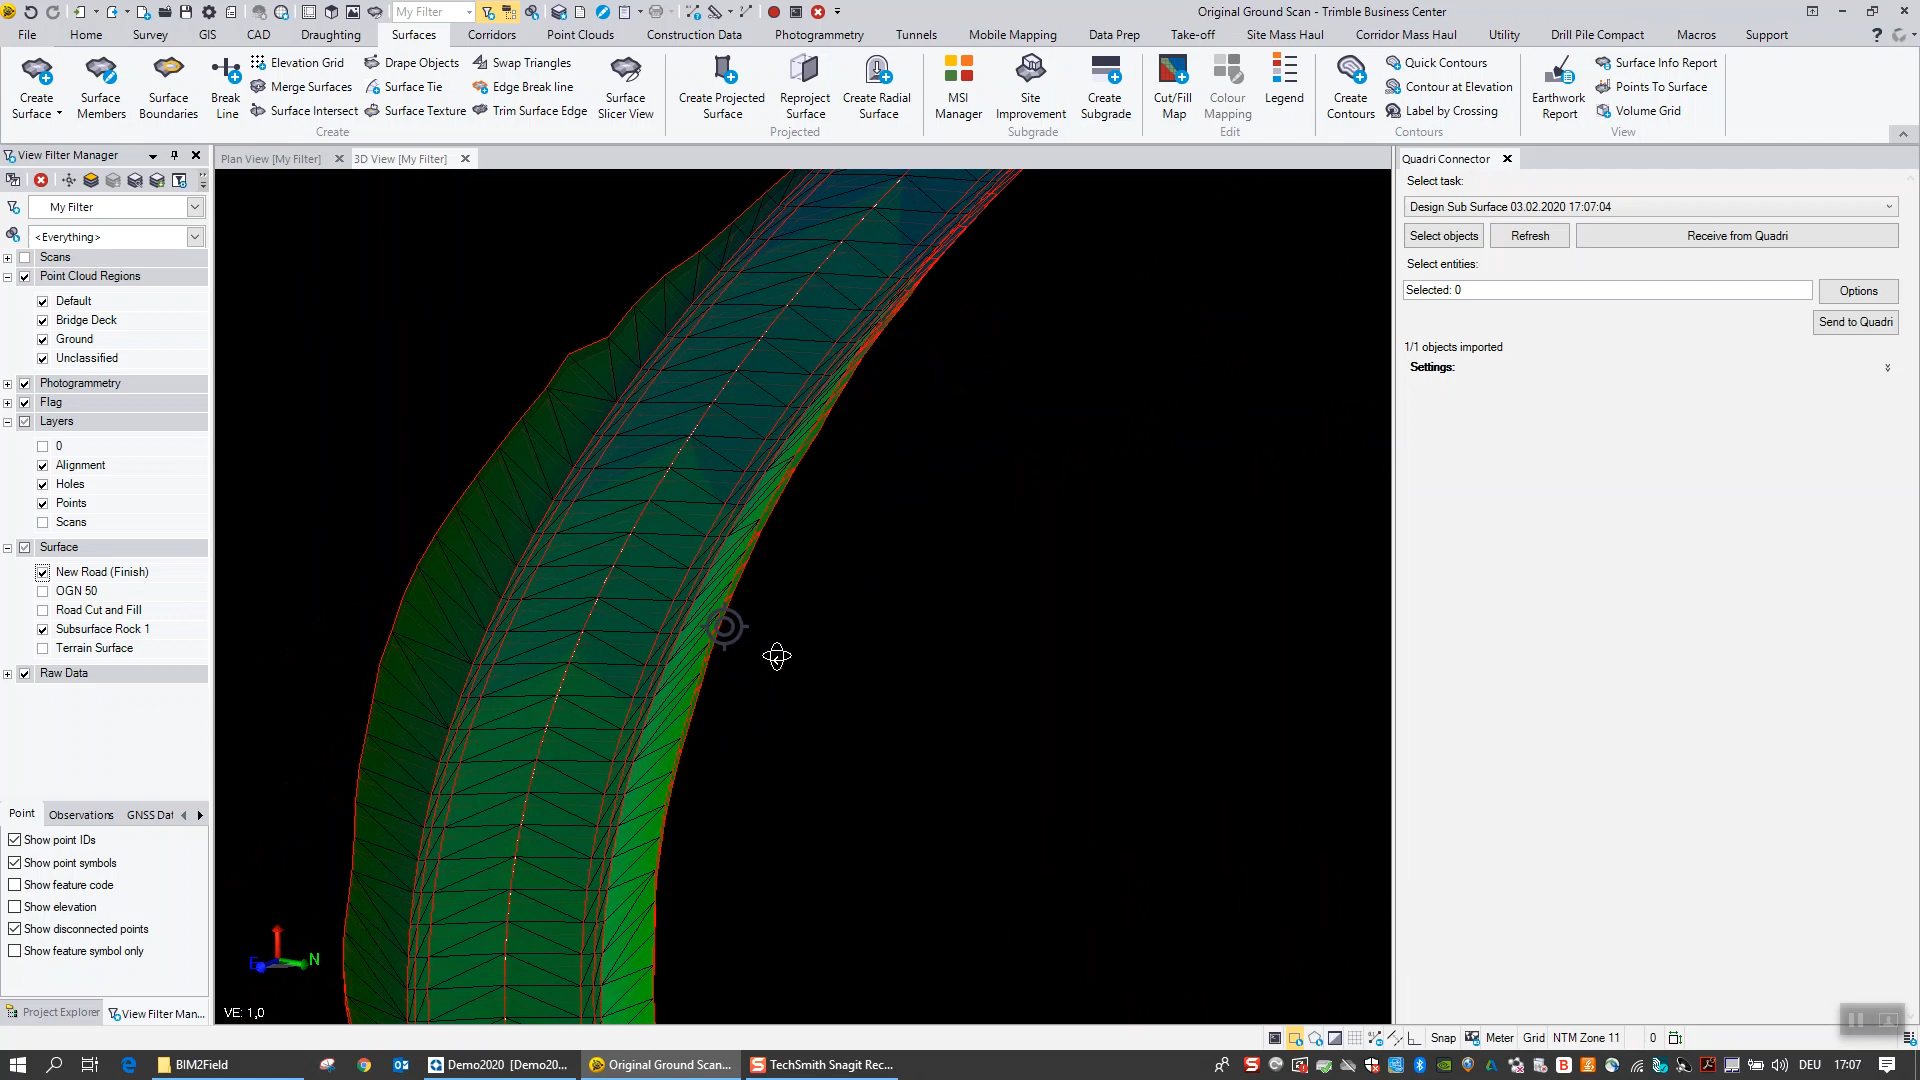 My Filter
Original Ground Scan - Trimble Business Center
File Home Survey GIS CAD Draughting Surfaces Corridors Point Clouds Construction Data Photogrammetry Tunnels Mobile Mapping Data Prep Take-off Site Mass Haul Corridor Mass Haul Utility Drill Pile Compact Macros Support
Create Surface
Surface Members
Surface Boundaries
Break Line
Elevation Grid
Merge Surfaces
Surface Intersect
Drape Objects
Surface Tie
Surface Texture
Swap Triangles
Edge Break line
Trim Surface Edge
Surface Slicer View
Create
Create Projected Surface
Reproject Surface
Create Radial Surface
Projected
MSI Manager
Site Improvement
Create Subgrade
Subgrade
Cut/Fill Map
Colour Mapping
Legend
Edit
Create Contours
Quick Contours
Contour at Elevation
Label by Crossing
Contours
Earthwork Report
Surface Info Report
Points To Surface
Volume Grid
View
View Filter Manager
My Filter
<Everything>
Scans
Point Cloud Regions
Default
Bridge Deck
Ground
Unclassified
Photogrammetry
Flag
Layers
0
Alignment
Holes
Points
Scans
Surface
New Road (Finish)
OGN 50
Road Cut and Fill
Subsurface Rock 1
Terrain Surface
Raw Data
Point Observations GNSS Dat
Show point IDs
Show point symbols
Show feature code
Show elevation
Show disconnected points
Show feature symbol only
Project Explorer View Filter Man...
Plan View [My Filter] 3D View [My Filter]
E N
VE: 1,0
Quadri Connector
Select task:
Design Sub Surface 03.02.2020 17:07:04
Select objects Refresh Receive from Quadri
Select entities:
Selected: 0
Options
Send to Quadri
1/1 objects imported
Settings:
Snap Meter Grid NTM Zone 11 0
BIM2Field
Demo2020 [Demo20...
Original Ground Scan...
TechSmith Snagit Rec...
DEU 17:07